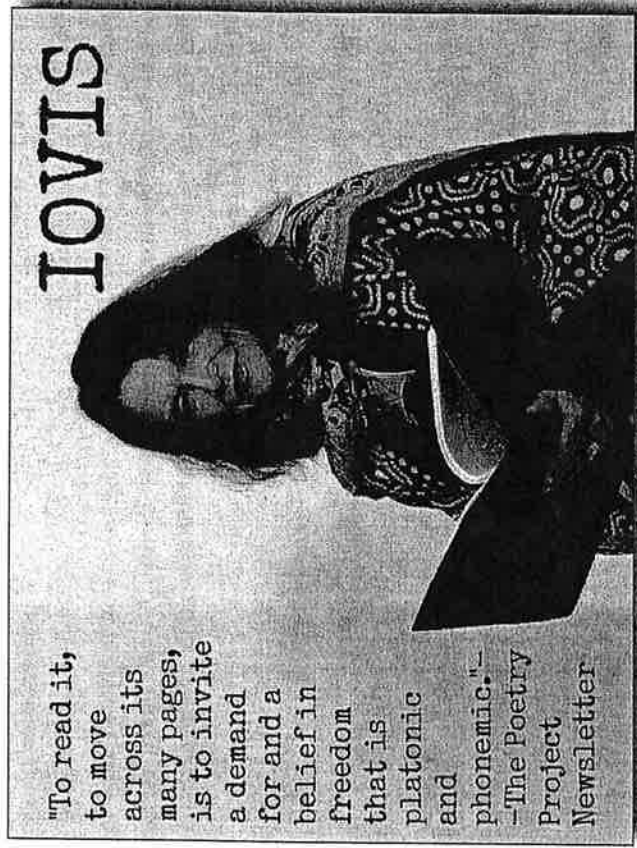 IOVIS
"To read it,
to move
across its
many pages,
is to invite
a demand
for and a
belief in
freedom
that is
platonic
and
phonemic."—
—The Poetry
Project
Newsletter